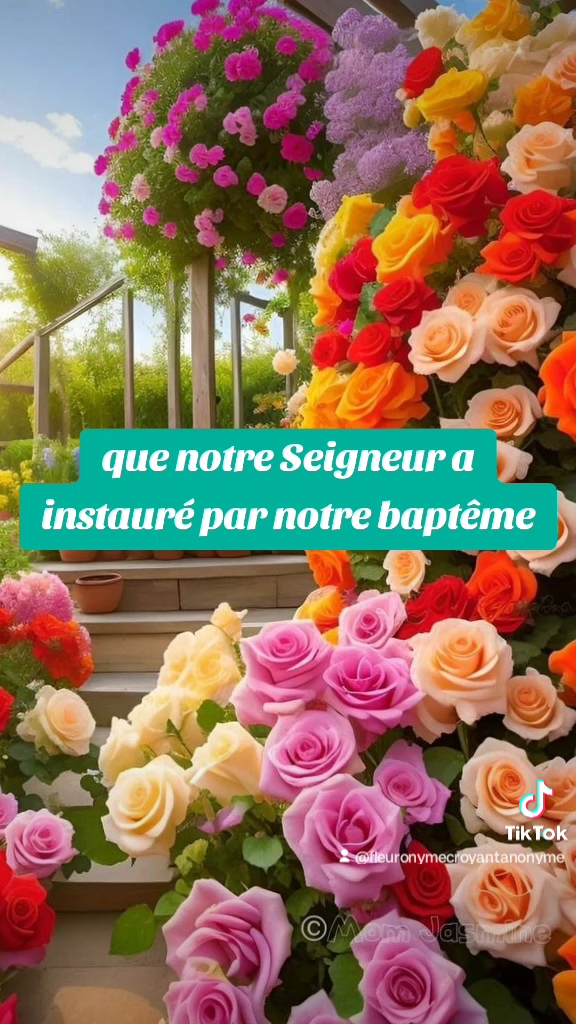 que notre Seigneur a
instauré par notre baptême
TikTok
@fleuronymecroyantanonyme
©Mom Jasmine